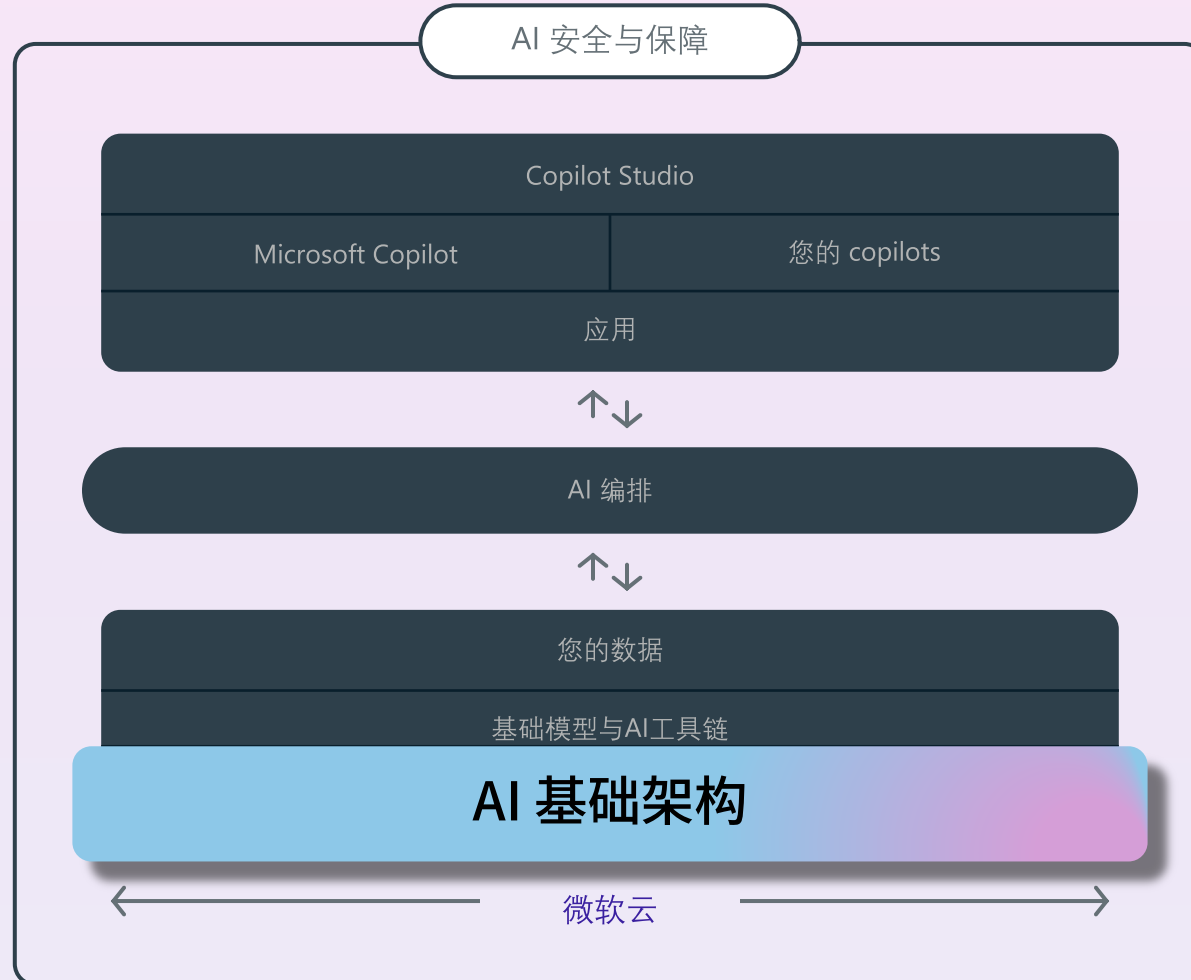 AI 安全与保障
Copilot Studio
Microsoft Copilot
您的 copilots
应用
AI 编排
您的数据
基础模型与AI工具链
AI 基础架构
微软云